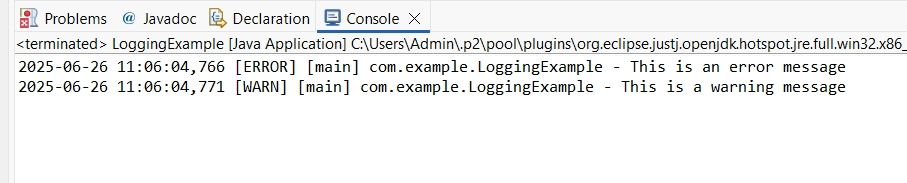 Problems @ Javadoc Declaration Console
<terminated> LoggingExample [Java Application] C:\Users\Admin\.p2\pool\plugins\org.eclipse.justj.openjdk.hotspot.jre.full.win32.x86_
2025-06-26 11:06:04,766 [ERROR] [main] com.example.LoggingExample - This is an error message
2025-06-26 11:06:04,771 [WARN] [main] com.example.LoggingExample - This is a warning message